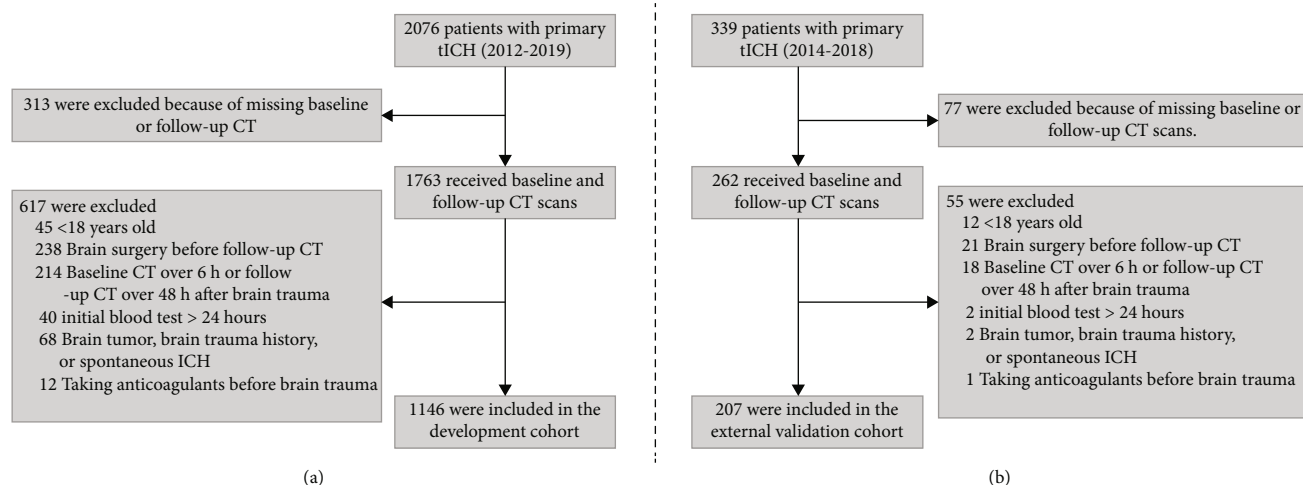 2076 patients with primary
tICH (2012-2019)
313 were excluded because of missing baseline
or follow-up CT
1763 received baseline and
follow-up CT scans
617 were excluded
45 <18 years old
238 Brain surgery before follow-up CT
214 Baseline CT over 6 h or follow
-up CT over 48 h after brain trauma
40 initial blood test > 24 hours
68 Brain tumor, brain trauma history,
or spontaneous ICH
12 Taking anticoagulants before brain trauma
1146 were included in the
development cohort
(a)
339 patients with primary
tICH (2014-2018)
77 were excluded because of missing baseline or
follow-up CT scans.
262 received baseline and
follow-up CT scans
55 were excluded
12 <18 years old
21 Brain surgery before follow-up CT
18 Baseline CT over 6 h or follow-up CT
over 48 h after brain trauma
2 initial blood test > 24 hours
2 Brain tumor, brain trauma history,
or spontaneous ICH
1 Taking anticoagulants before brain trauma
207 were included in the
external validation cohort
(b)